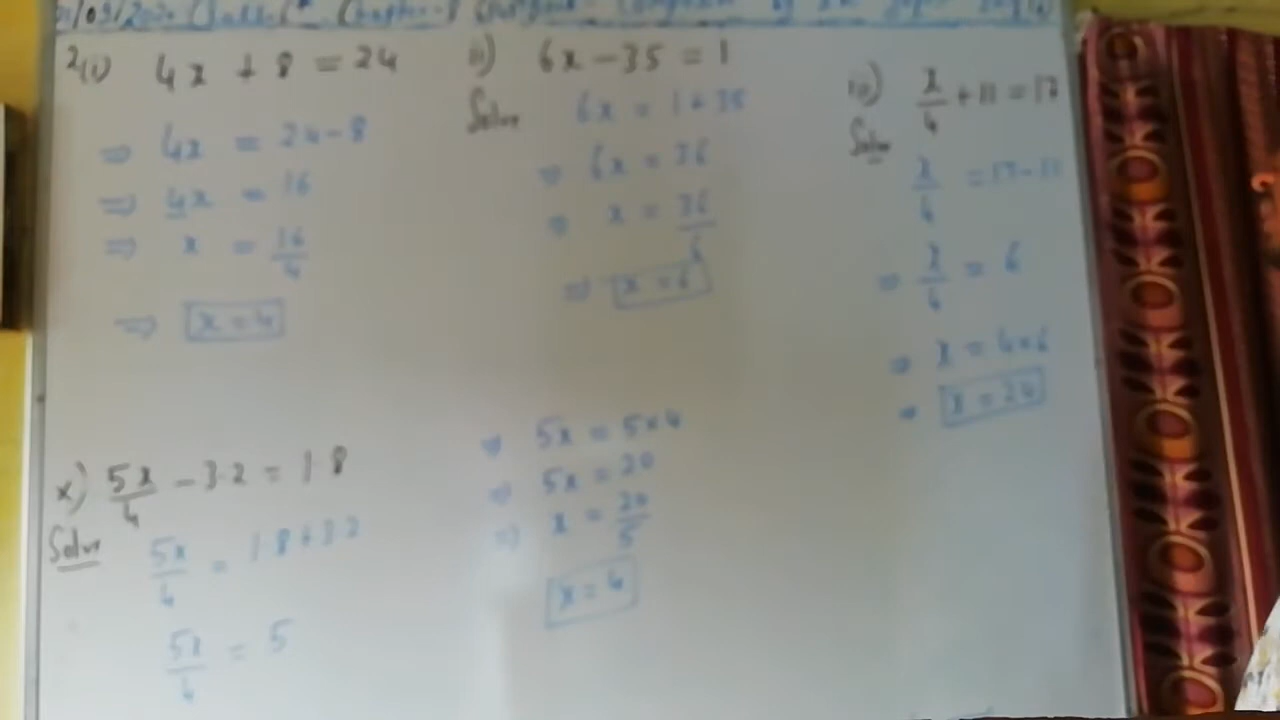 2(i) 4x + 8 = 24
⇒ 4x = 24 - 8
⇒ 4x = 16
⇒ x = 16/4
⇒ x = 4
ii) 6x - 35 = 1
Solve 6x = 1 + 35
⇒ 6x = 36
⇒ x = 36/6
⇒ x = 6
x/4 + 11 = 17
Solve
x/4 = 17 - 11
⇒ x/4 = 6
⇒ x = 4×6
⇒ x = 24
x) 5x/4 - 3.2 = 1.8
Solve 5x/4 = 1.8 + 3.2
5x/4 = 5
⇒ 5x = 5×4
⇒ 5x = 20
⇒ x = 20/5
x = 4